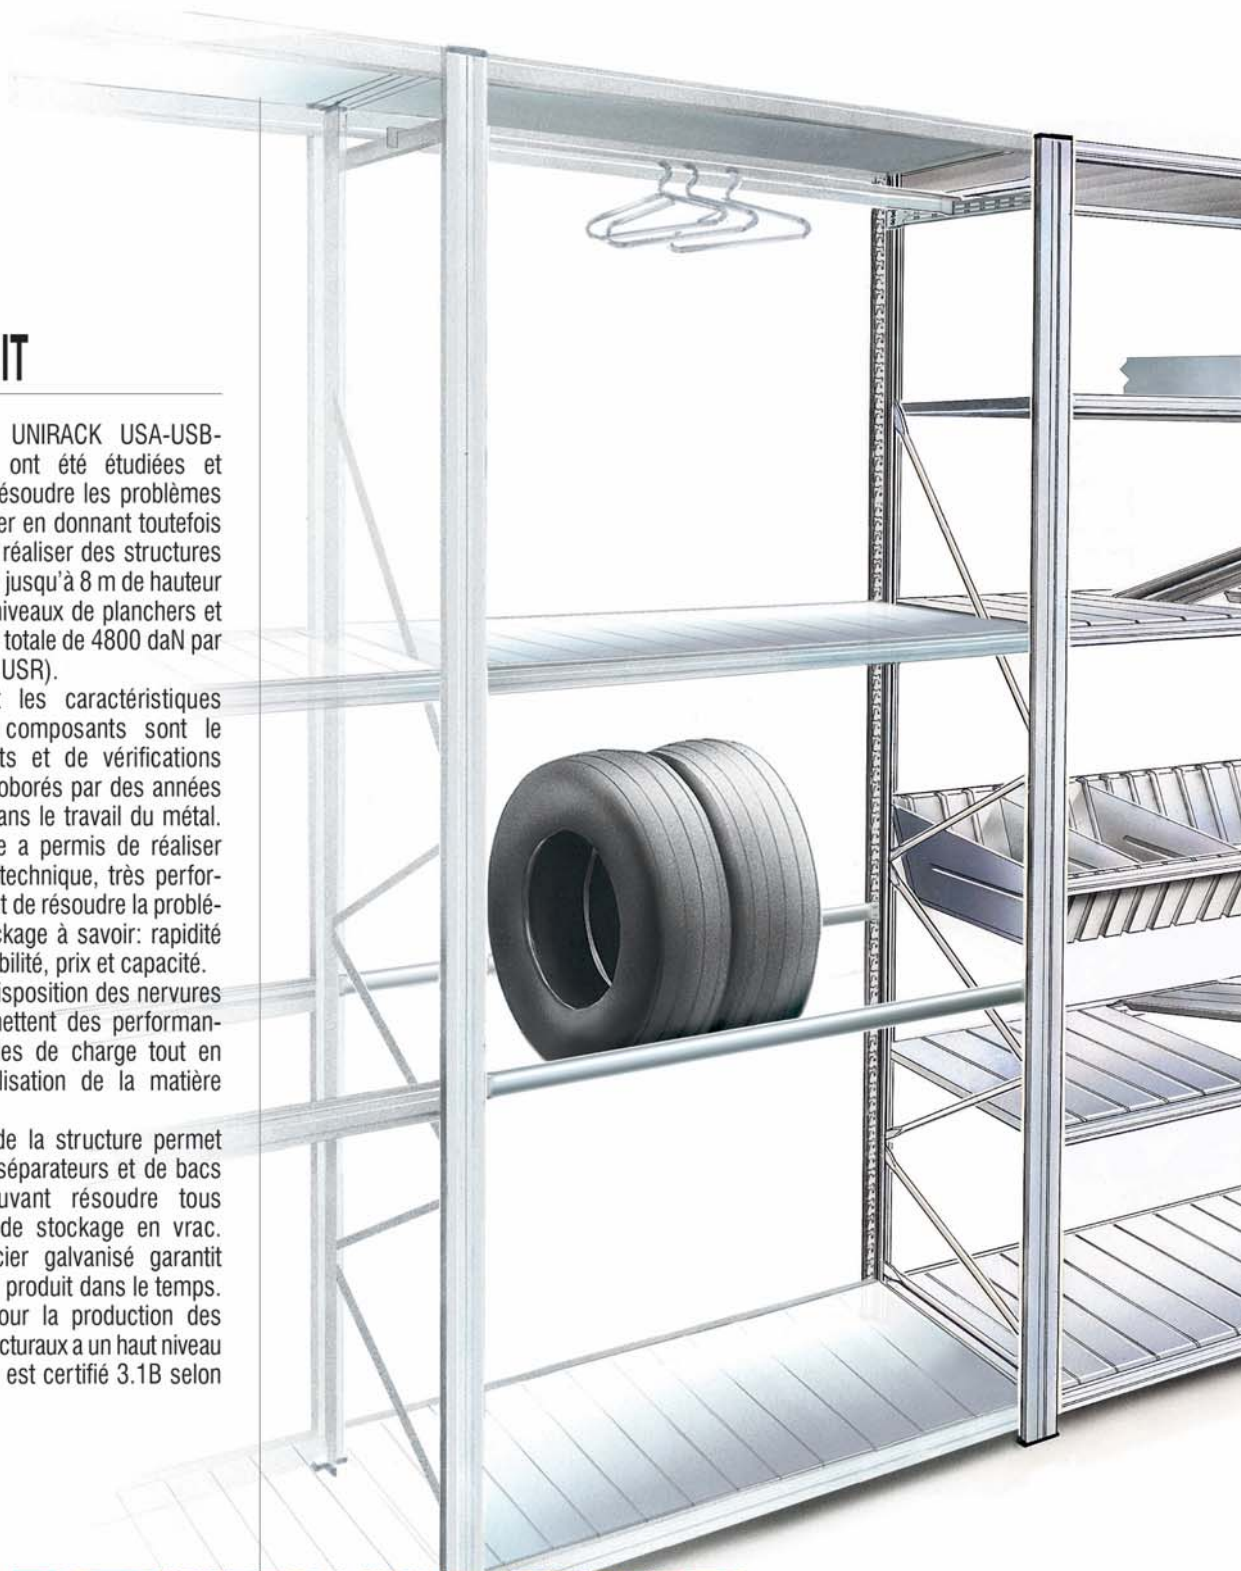 IT
UNIRACK USA-USB-
ont été étudiées et
ésoudre les problèmes
er en donnant toutefois
réaliser des structures
jusqu'à 8 m de hauteur
niveaux de planchers et
totale de 4800 daN par
USR).
les caractéristiques
composants sont le
ts et de vérifications
oborés par des années
ans le travail du métal.
e a permis de réaliser
technique, très perfor-
t de résoudre la problé-
ckage à savoir: rapidité
bilité, prix et capacité.
isposition des nervures
nettent des performan-
es de charge tout en
lisation de la matière
de la structure permet
séparateurs et de bacs
uvant résoudre tous
de stockage en vrac.
cier galvanisé garantit
produit dans le temps.
our la production des
cturaux a un haut niveau
est certifié 3.1B selon